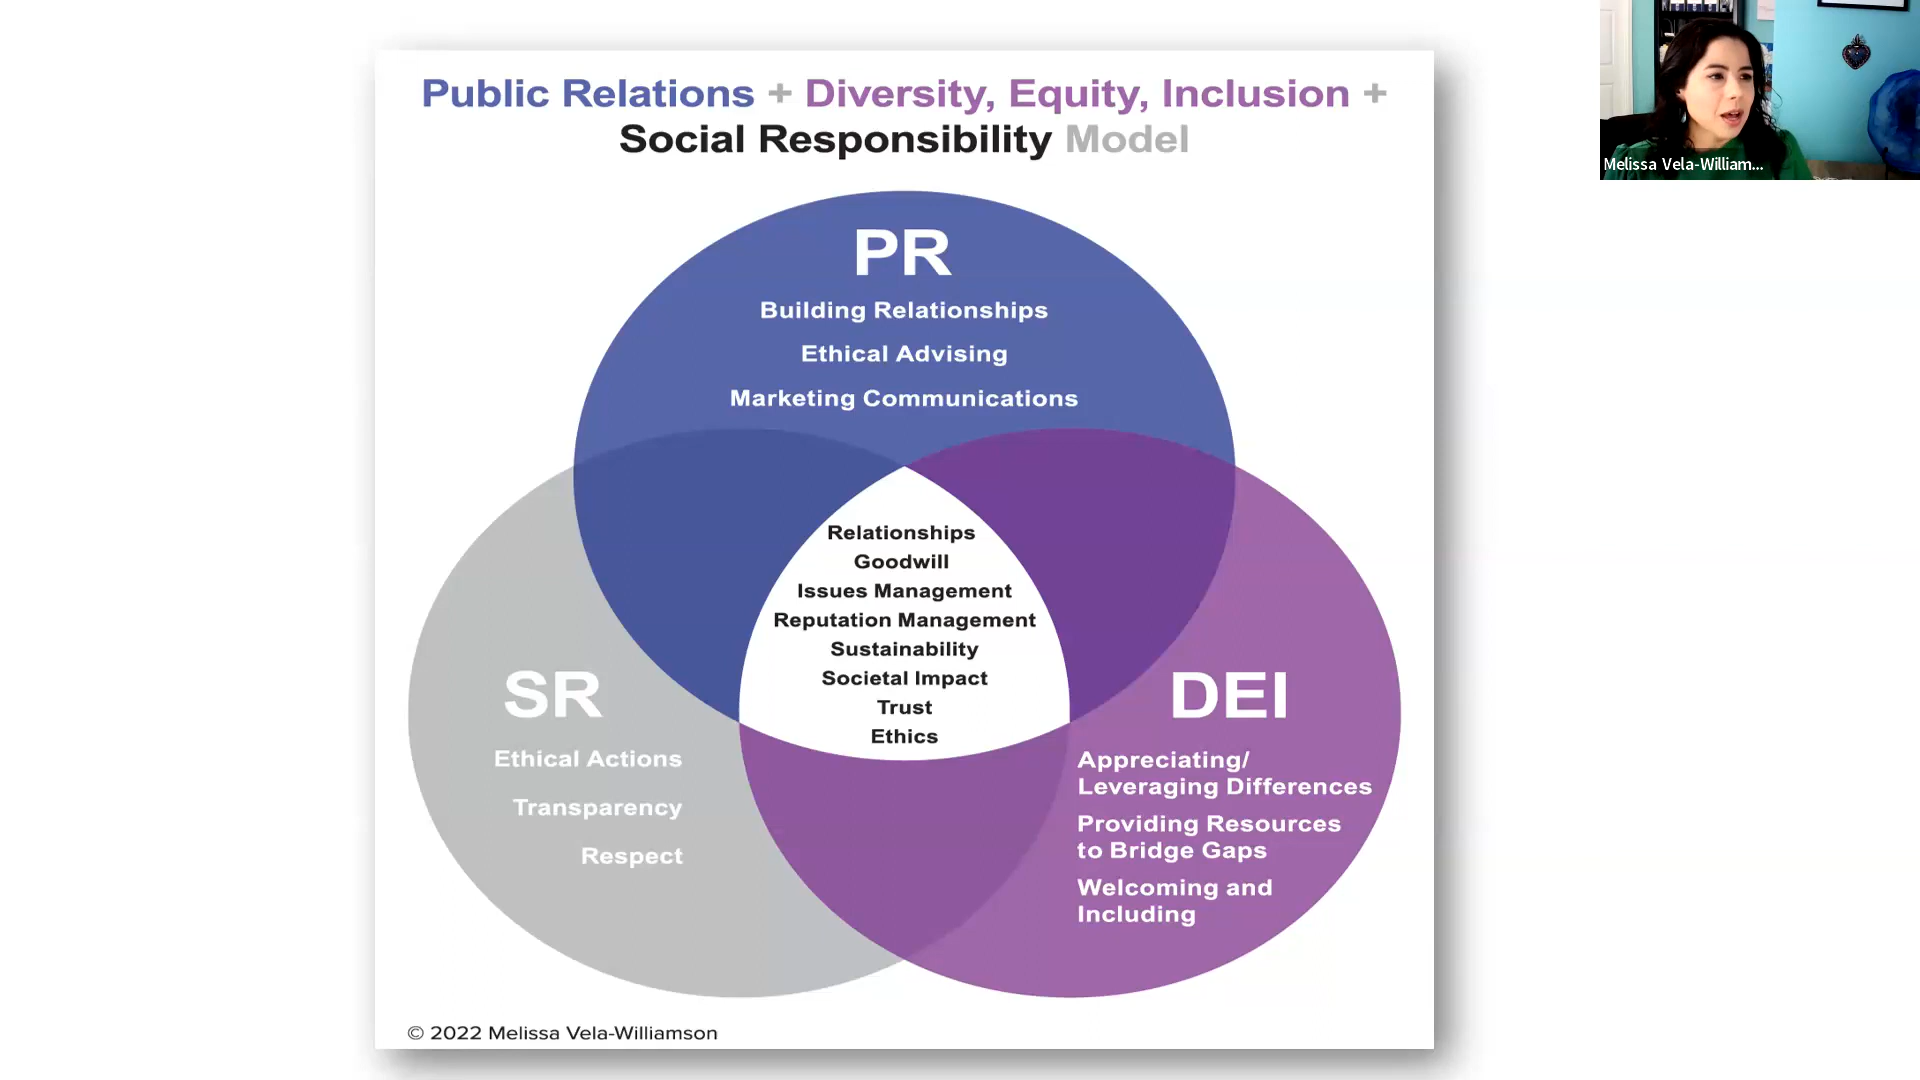 Public Relations + Diversity, Equity, Inclusion +
Social Responsibility Model
Melissa Vela-William...
PR
Building Relationships
Ethical Advising
Marketing Communications
Relationships
Goodwill
Issues Management
Reputation Management
Sustainability
Societal Impact
Trust
Ethics
SR
Ethical Actions
Transparency
Respect
DEI
Appreciating/
Leveraging Differences
Providing Resources
to Bridge Gaps
Welcoming and
Including
© 2022 Melissa Vela-Williamson